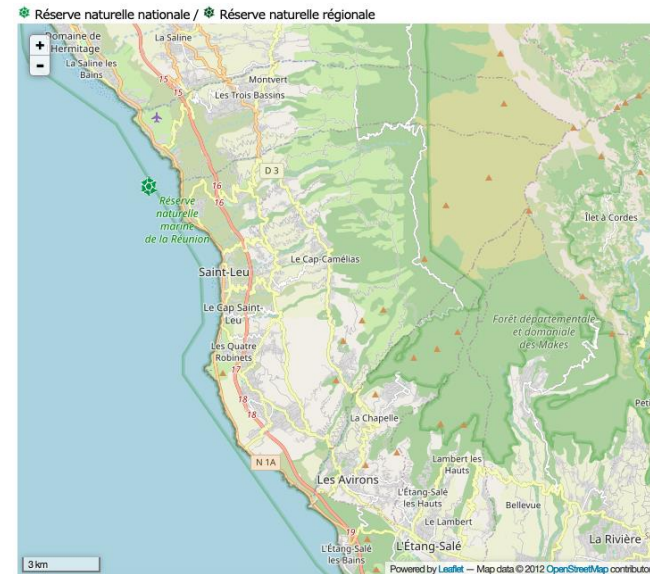 Réserve naturelle nationale / Réserve naturelle régionale
+
-
Domaine de
l'Hermitage
La Saline
La Saline les
Bains
15
15
Montvert
Les Trois Bassins
D 3
16
16
Réserve
naturelle
marine
de la Réunion
Îlet à Cordes
Le Cap-Camélias
Saint-Leu
Le Cap Saint-
Leu
Forêt départementale
et domaniale
des Makes
Les Quatre
Robinets
17
18
18
Peti
La Chapelle
N 1A
Lambert les
Hauts
Les Avirons
L'Étang-Salé
les Hauts
Bellevue
Le Lambert
19
La Rivière
L'Étang-Salé
les Bains
L'Étang-Salé
3 km
Powered by Leaflet — Map data © 2012 OpenStreetMap contributo